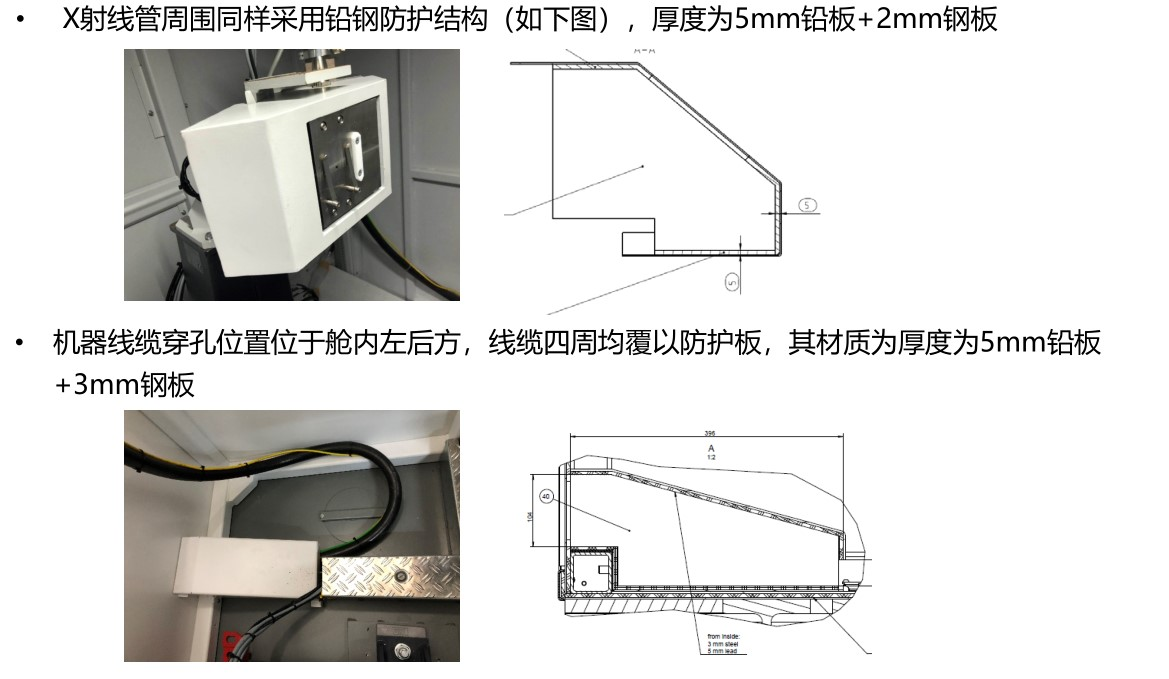 • X射线管周围同样采用铅钢防护结构（如下图），厚度为5mm铅板+2mm钢板
A-A
5
5
• 机器线缆穿孔位置位于舱内左后方，线缆四周均覆以防护板，其材质为厚度为5mm铅板
+3mm钢板
396
A
1:2
40
104
from inside:
3 mm steel
5 mm lead